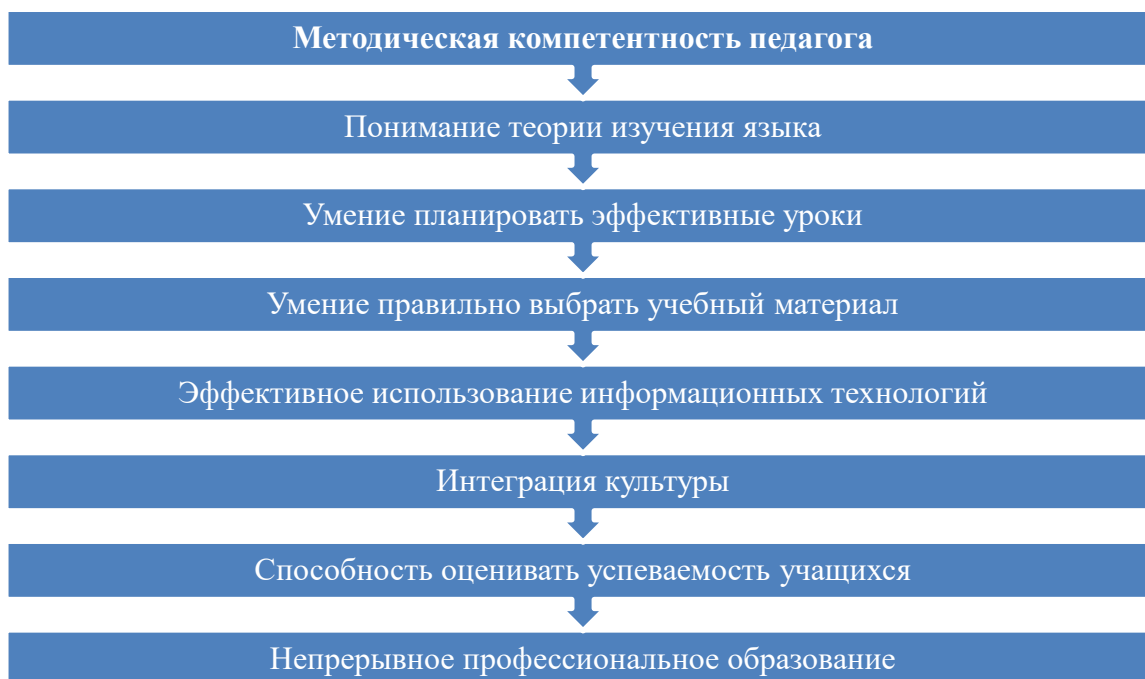 Методическая компетентность педагога
Понимание теории изучения языка
Умение планировать эффективные уроки
Умение правильно выбрать учебный материал
Эффективное использование информационных технологий
Интеграция культуры
Способность оценивать успеваемость учащихся
Непрерывное профессиональное образование